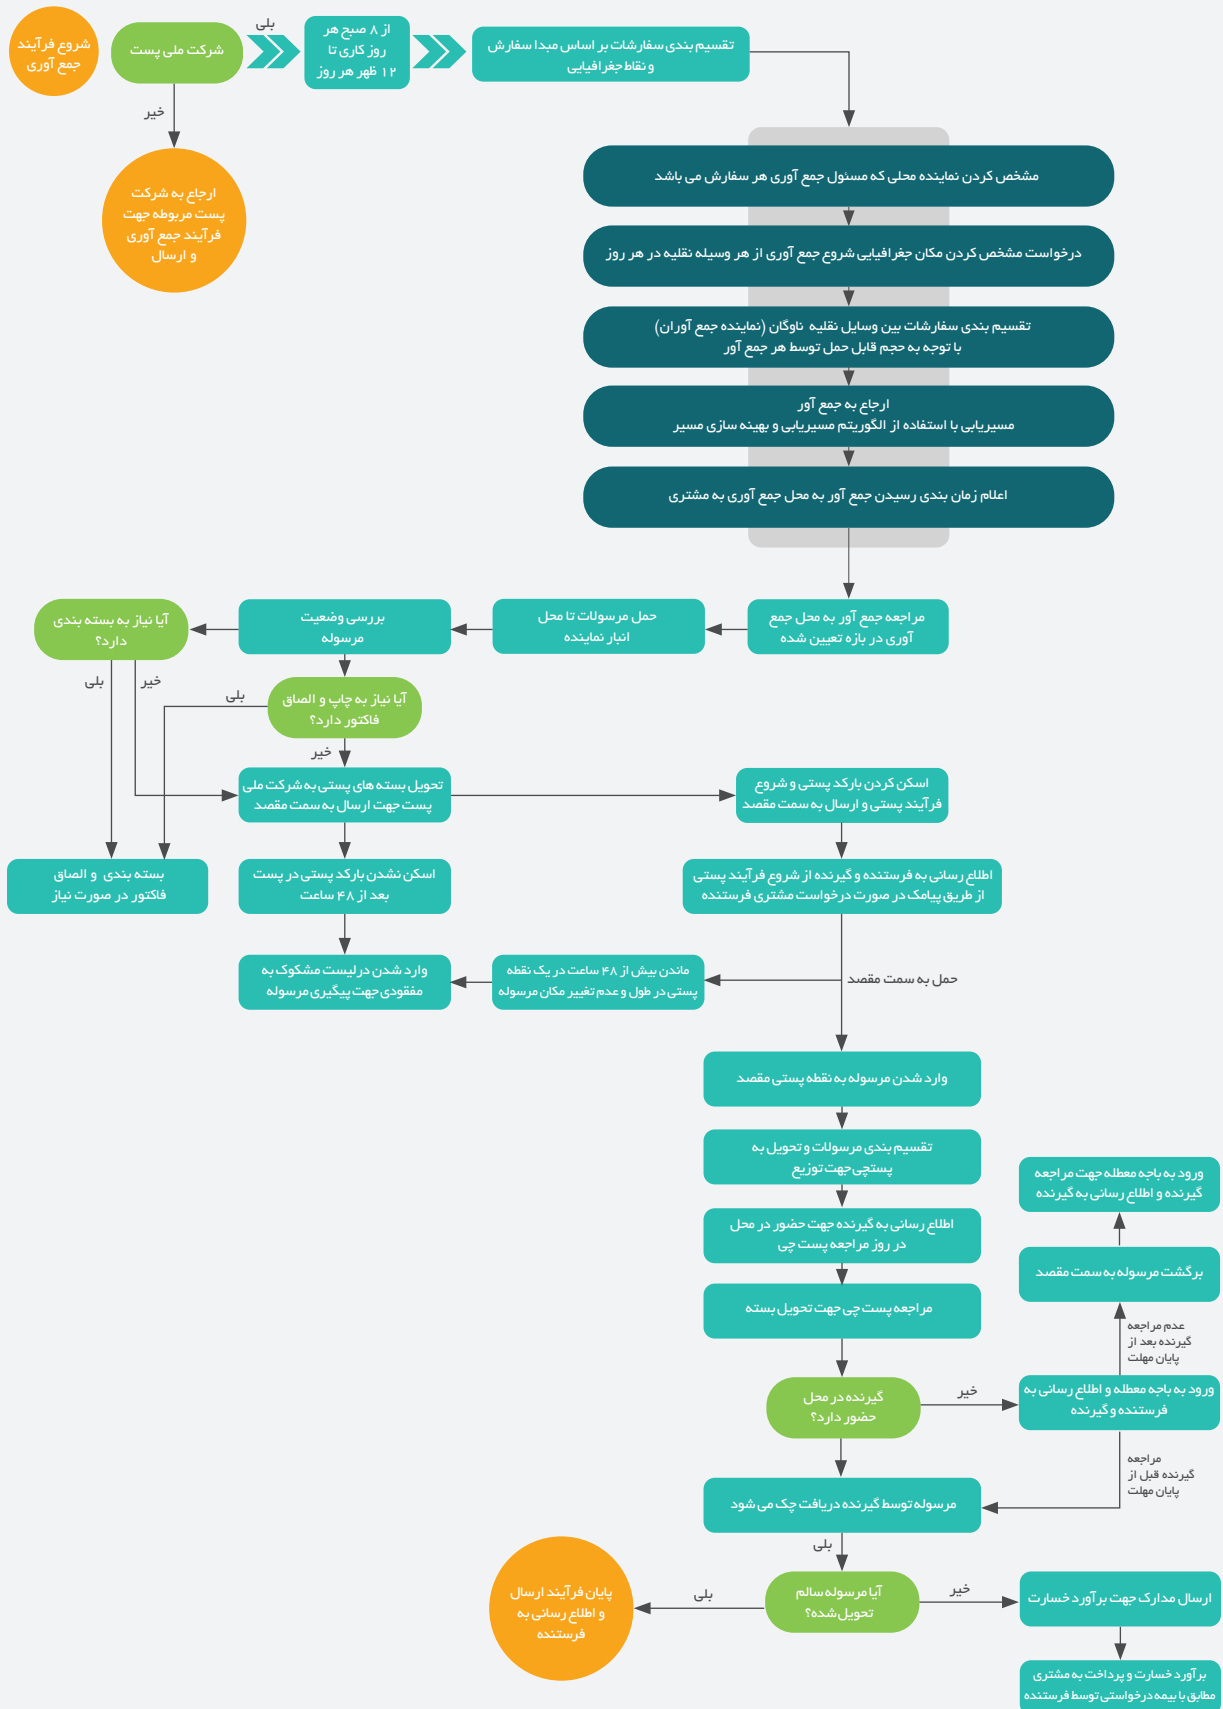 شروع فرآیند
جمع آوری
شرکت ملی پست
بلی
از ۸ صبح هر
روز کاری تا
۱۲ ظهر هر روز
تقسیم بندی سفارشات بر اساس مبدا سفارش
و نقاط جغرافیایی
خیر
ارجاع به شرکت
پست مربوطه جهت
فرآیند جمع آوری
و ارسال
مشخص کردن نماینده محلی که مسئول جمع آوری هر سفارش می باشد
درخواست مشخص کردن مکان جغرافیایی شروع جمع آوری از هر وسیله نقلیه در هر روز
تقسیم بندی سفارشات بین وسایل نقلیه ناوگان (نماینده جمع آوران)
با توجه به حجم قابل حمل توسط هر جمع آور
ارجاع به جمع آور
مسیریابی با استفاده از الگوریتم مسیریابی و بهینه سازی مسیر
اعلام زمان بندی رسیدن جمع آور به محل جمع آوری به مشتری
مراجعه جمع آور به محل جمع
آوری در بازه تعیین شده
حمل مرسولات تا محل
انبار نماینده
بررسی وضعیت
مرسوله
آیا نیاز به بسته بندی
دارد؟
بلی
خیر
آیا نیاز به چاپ و الصاق
فاکتور دارد؟
بلی
خیر
تحویل بسته های پستی به شرکت ملی
پست جهت ارسال به سمت مقصد
اسکن کردن بارکد پستی و شروع
فرآیند پستی و ارسال به سمت مقصد
بسته بندی و الصاق
فاکتور در صورت نیاز
اسکن نشدن بارکد پستی در پست
بعد از ۴۸ ساعت
اطلاع رسانی به فرستنده و گیرنده از شروع فرآیند پستی
از طریق پیامک در صورت درخواست مشتری فرستنده
وارد شدن درلیست مشکوک به
مفقودی جهت پیگیری مرسوله
ماندن بیش از ۴۸ ساعت در یک نقطه
پستی در طول و عدم تغییر مکان مرسوله
حمل به سمت مقصد
وارد شدن مرسوله به نقطه پستی مقصد
تقسیم بندی مرسولات و تحویل به
پستچی جهت توزیع
اطلاع رسانی به گیرنده جهت حضور در محل
در روز مراجعه پست چی
مراجعه پست چی جهت تحویل بسته
ورود به باجه معطله جهت مراجعه
گیرنده و اطلاع رسانی به گیرنده
برگشت مرسوله به سمت مقصد
عدم مراجعه
گیرنده بعد از
پایان مهلت
گیرنده در محل
حضور دارد؟
خیر
ورود به باجه معطله و اطلاع رسانی به
فرستنده و گیرنده
مراجعه
گیرنده قبل از
پایان مهلت
مرسوله توسط گیرنده دریافت چک می شود
بلی
آیا مرسوله سالم
تحویل شده؟
بلی
پایان فرآیند ارسال
و اطلاع رسانی به
فرستنده
خیر
ارسال مدارک جهت برآورد خسارت
برآورد خسارت و پرداخت به مشتری
مطابق با بیمه درخواستی توسط فرستنده